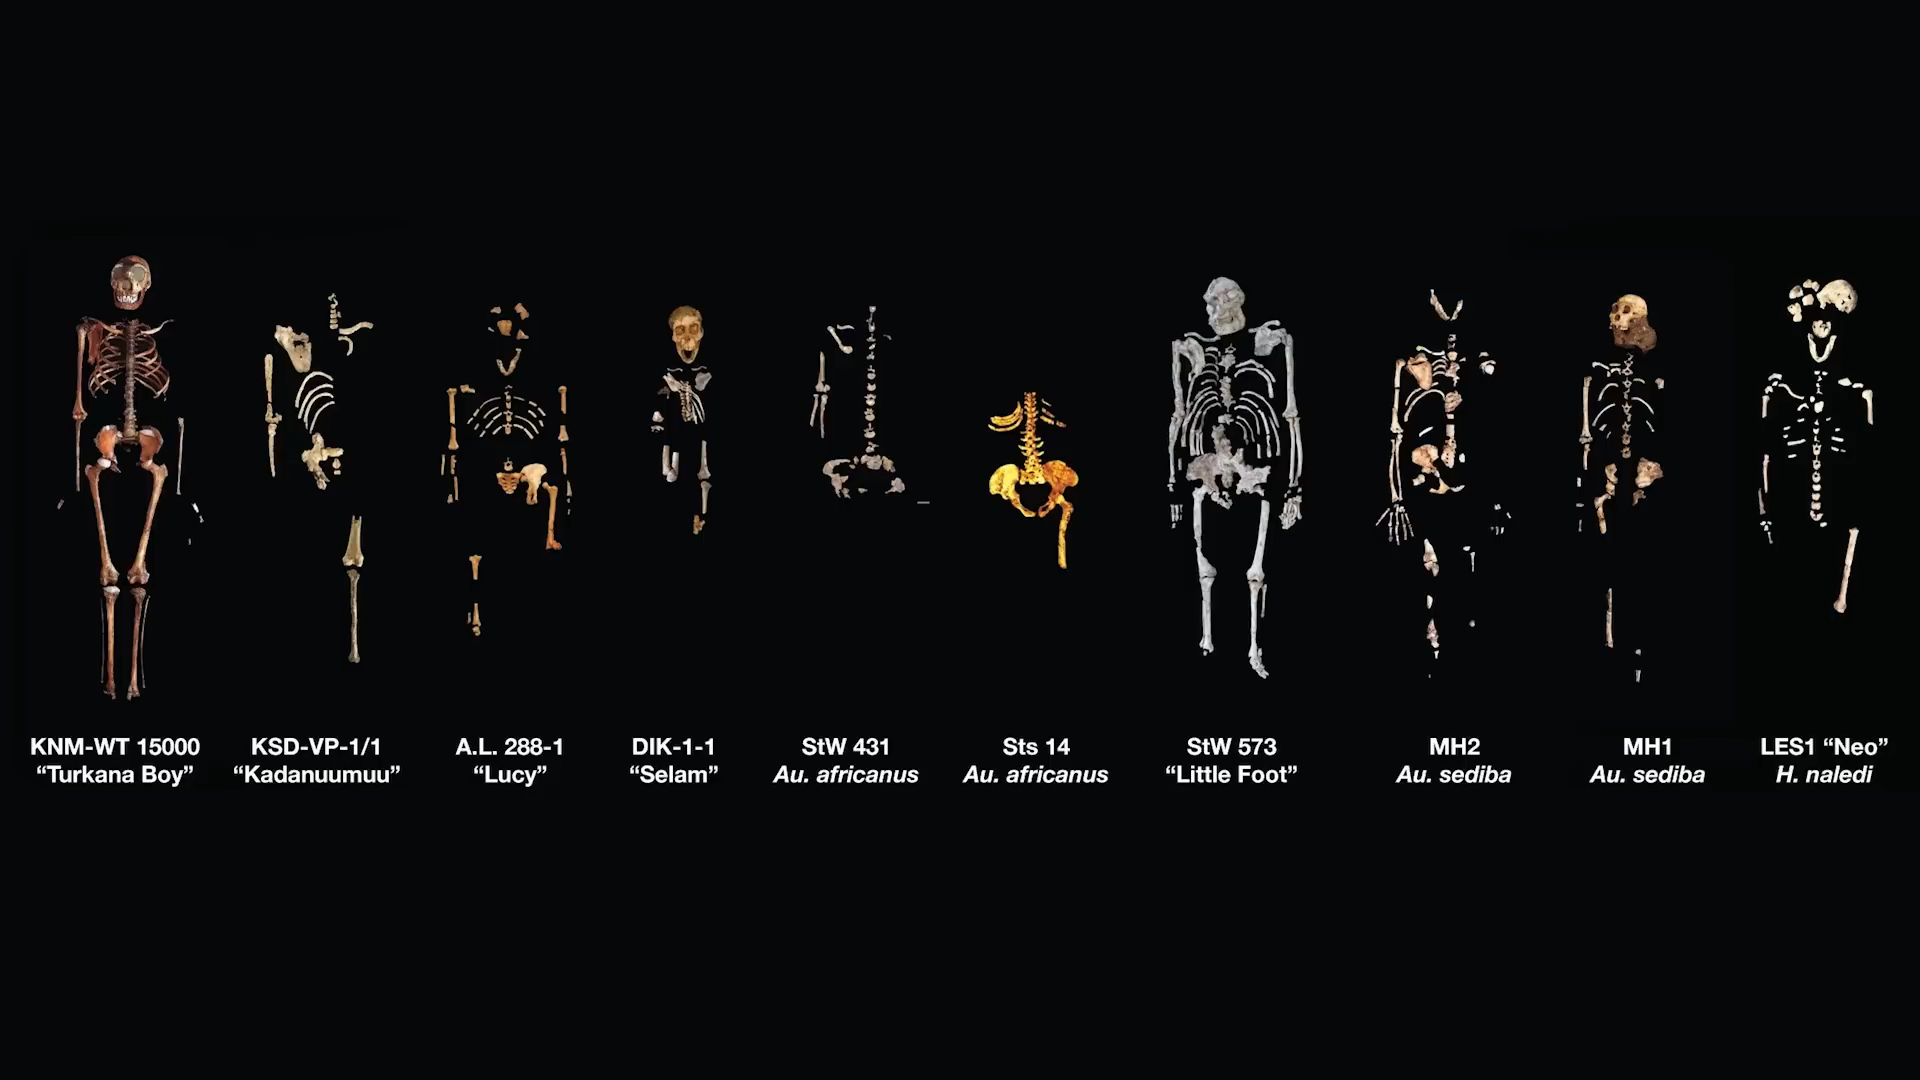 KNM-WT 15000
“Turkana Boy”
KSD-VP-1/1
“Kadanuumuu”
A.L. 288-1
“Lucy”
DIK-1-1
“Selam”
StW 431
Au. africanus
Sts 14
Au. africanus
StW 573
“Little Foot”
MH2
Au. sediba
MH1
Au. sediba
LES1 “Neo”
H. naledi